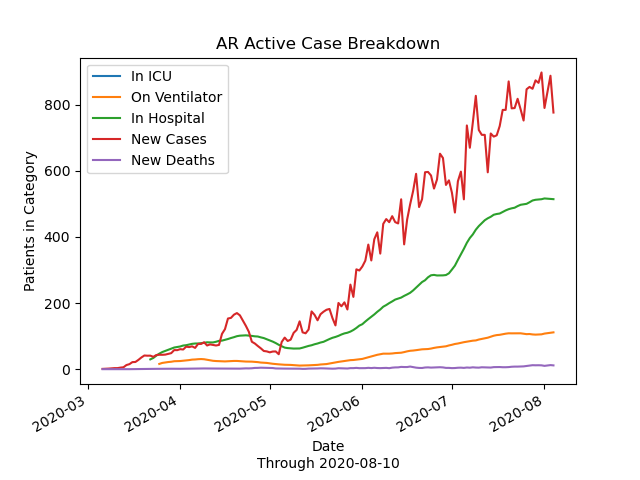 AR Active Case Breakdown
In ICU
On Ventilator
In Hospital
New Cases
New Deaths
Patients in Category
800
600
400
200
0
2020-03
2020-04
2020-05
2020-06
2020-07
2020-08
Date
Through 2020-08-10